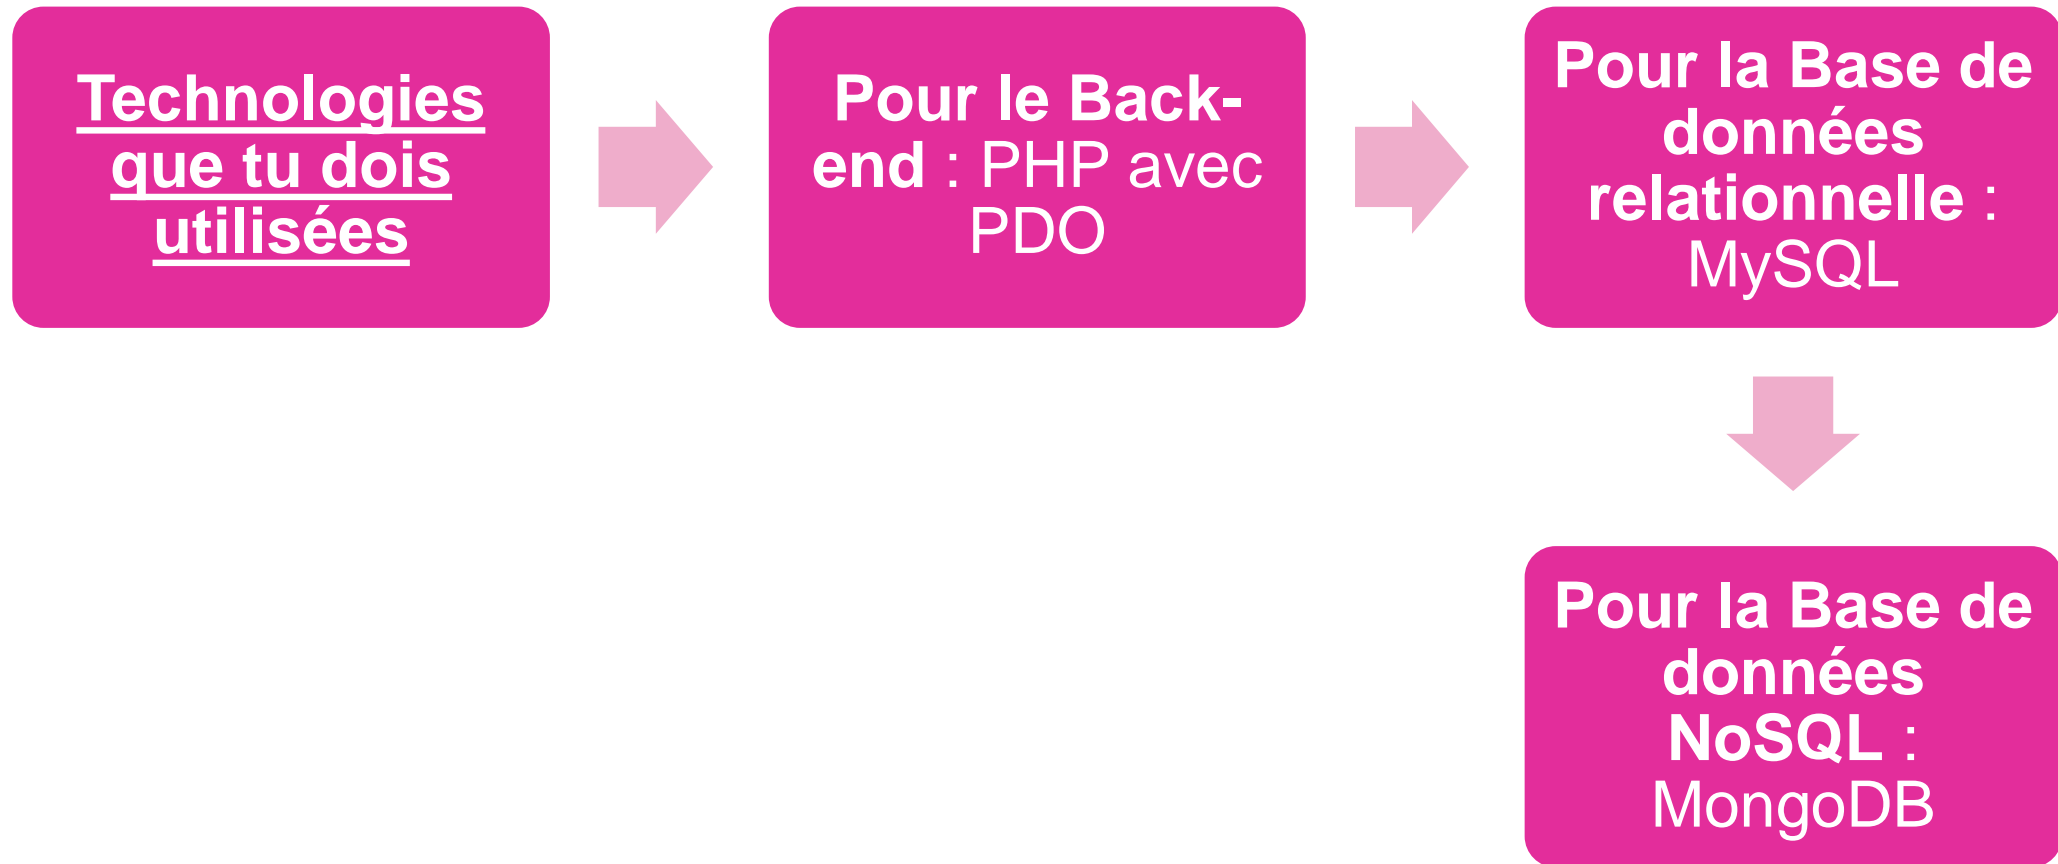 Technologies
que tu dois
utilisées
Pour le Back-
end : PHP avec
PDO
Pour la Base de
données
relationnelle :
MySQL
Pour la Base de
données
NoSQL :
MongoDB